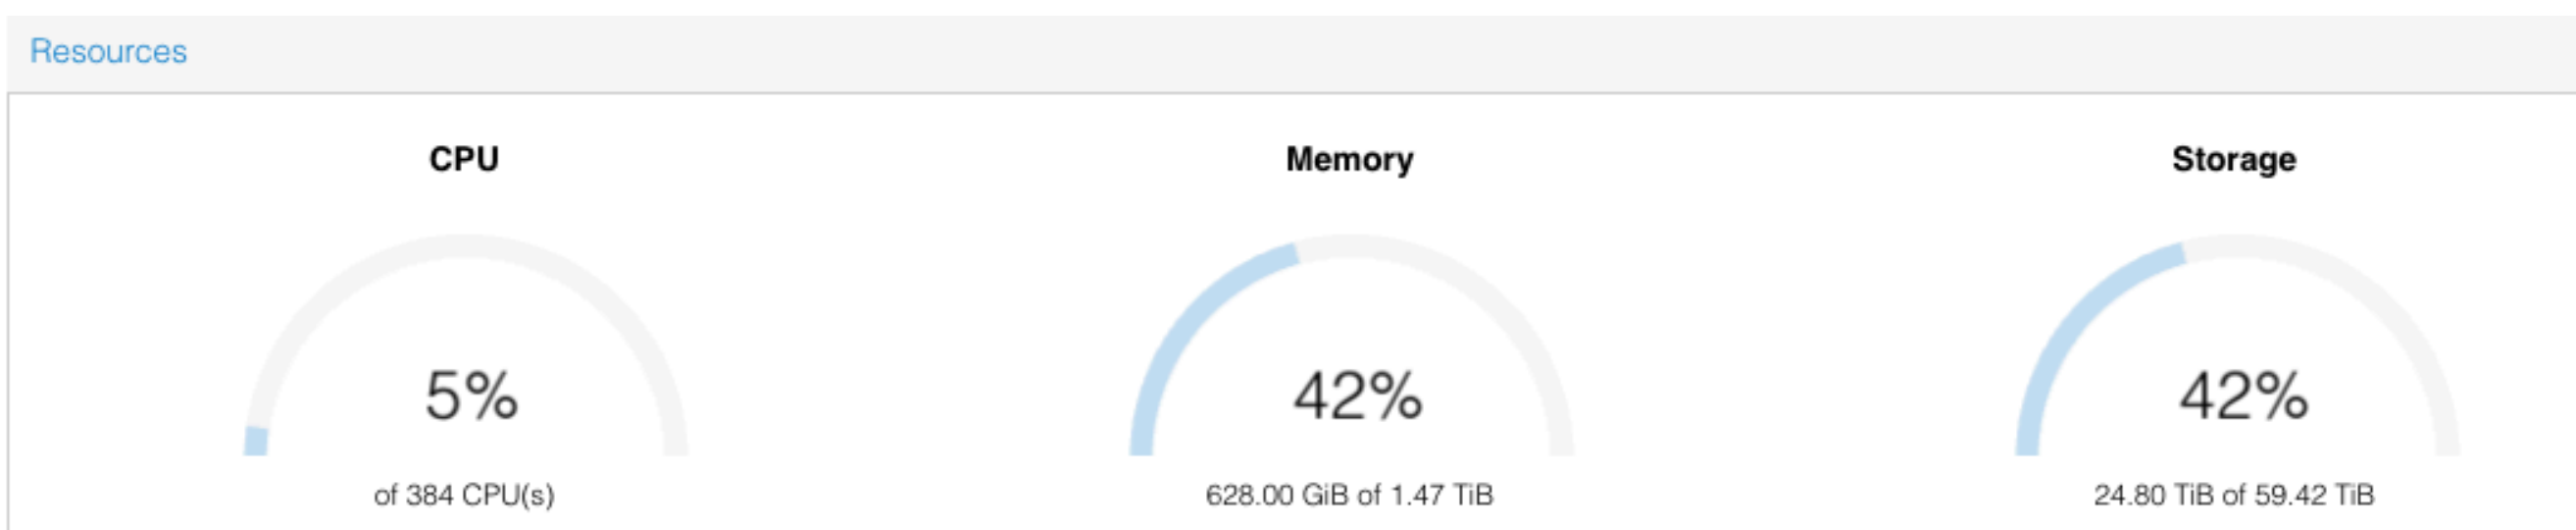 Resources
CPU
Memory
Storage
5%
42%
42%
of 384 CPU(s)
628.00 GiB of 1.47 TiB
24.80 TiB of 59.42 TiB